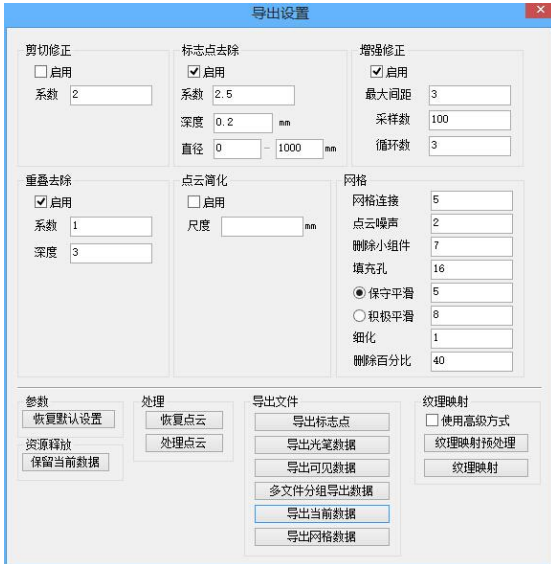 导出设置
剪切修正
启用
系数 2
标志点去除
启用
系数 2.5
深度 0.2 mm
直径 0 - 1000 mm
增强修正
启用
最大间距 3
采样数 100
循环数 3
重叠去除
启用
系数 1
深度 3
点云简化
启用
尺度 mm
网格
网格连接 5
点云噪声 2
删除小组件 7
填充孔 16
保守平滑 5
积极平滑 8
细化 1
删除百分比 40
参数
恢复默认设置
资源释放
保留当前数据
处理
恢复点云
处理点云
导出文件
导出标志点
导出光笔数据
导出可见数据
多文件分组导出数据
导出当前数据
导出网格数据
纹理映射
使用高级方式
纹理映射预处理
纹理映射